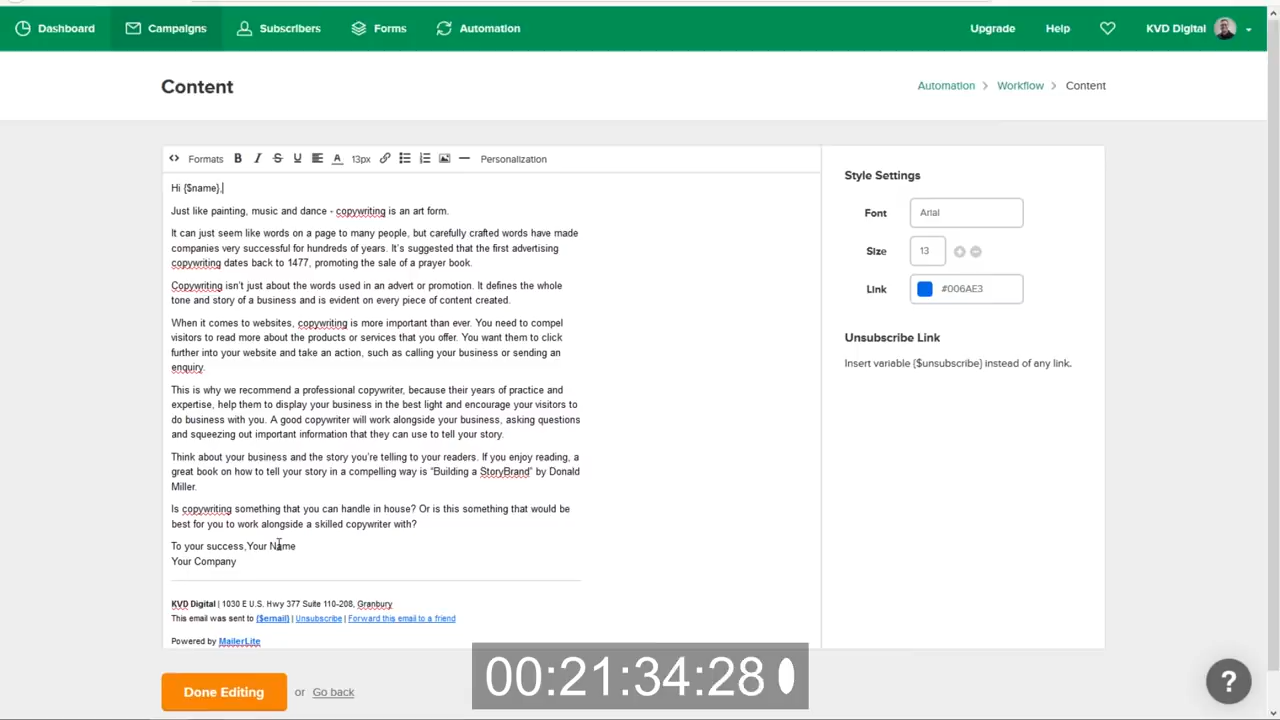 Dashboard Campaigns Subscribers Forms Automation Upgrade Help KVD Digital
Content
Automation > Workflow > Content
Formats B I S U A 13px Personalization
Hi {$name},
Just like painting, music and dance - copywriting is an art form.
It can just seem like words on a page to many people, but carefully crafted words have made
companies very successful for hundreds of years. It's suggested that the first advertising
copywriting dates back to 1477, promoting the sale of a prayer book.
Copywriting isn't just about the words used in an advert or promotion. It defines the whole
tone and story of a business and is evident on every piece of content created.
When it comes to websites, copywriting is more important than ever. You need to compel
visitors to read more about the products or services that you offer. You want them to click
further into your website and take an action, such as calling your business or sending an
enquiry.
This is why we recommend a professional copywriter, because their years of practice and
expertise, help them to display your business in the best light and encourage your visitors to
do business with you. A good copywriter will work alongside your business, asking questions
and squeezing out important information that they can use to tell your story.
Think about your business and the story you're telling to your readers. If you enjoy reading, a
great book on how to tell your story in a compelling way is "Building a StoryBrand" by Donald
Miller.
Is copywriting something that you can handle in house? Or is this something that would be
best for you to work alongside a skilled copywriter with?
To your success,Your Name
Your Company
KVD Digital | 1030 E U.S. Hwy 377 Suite 110-208, Granbury
This email was sent to {$email} | Unsubscribe | Forward this email to a friend
Powered by MailerLite
Style Settings
Font Arial
Size 13
Link #006AE3
Unsubscribe Link
Insert variable {$unsubscribe} instead of any link.
Done Editing or Go back
00:21:34:28
?